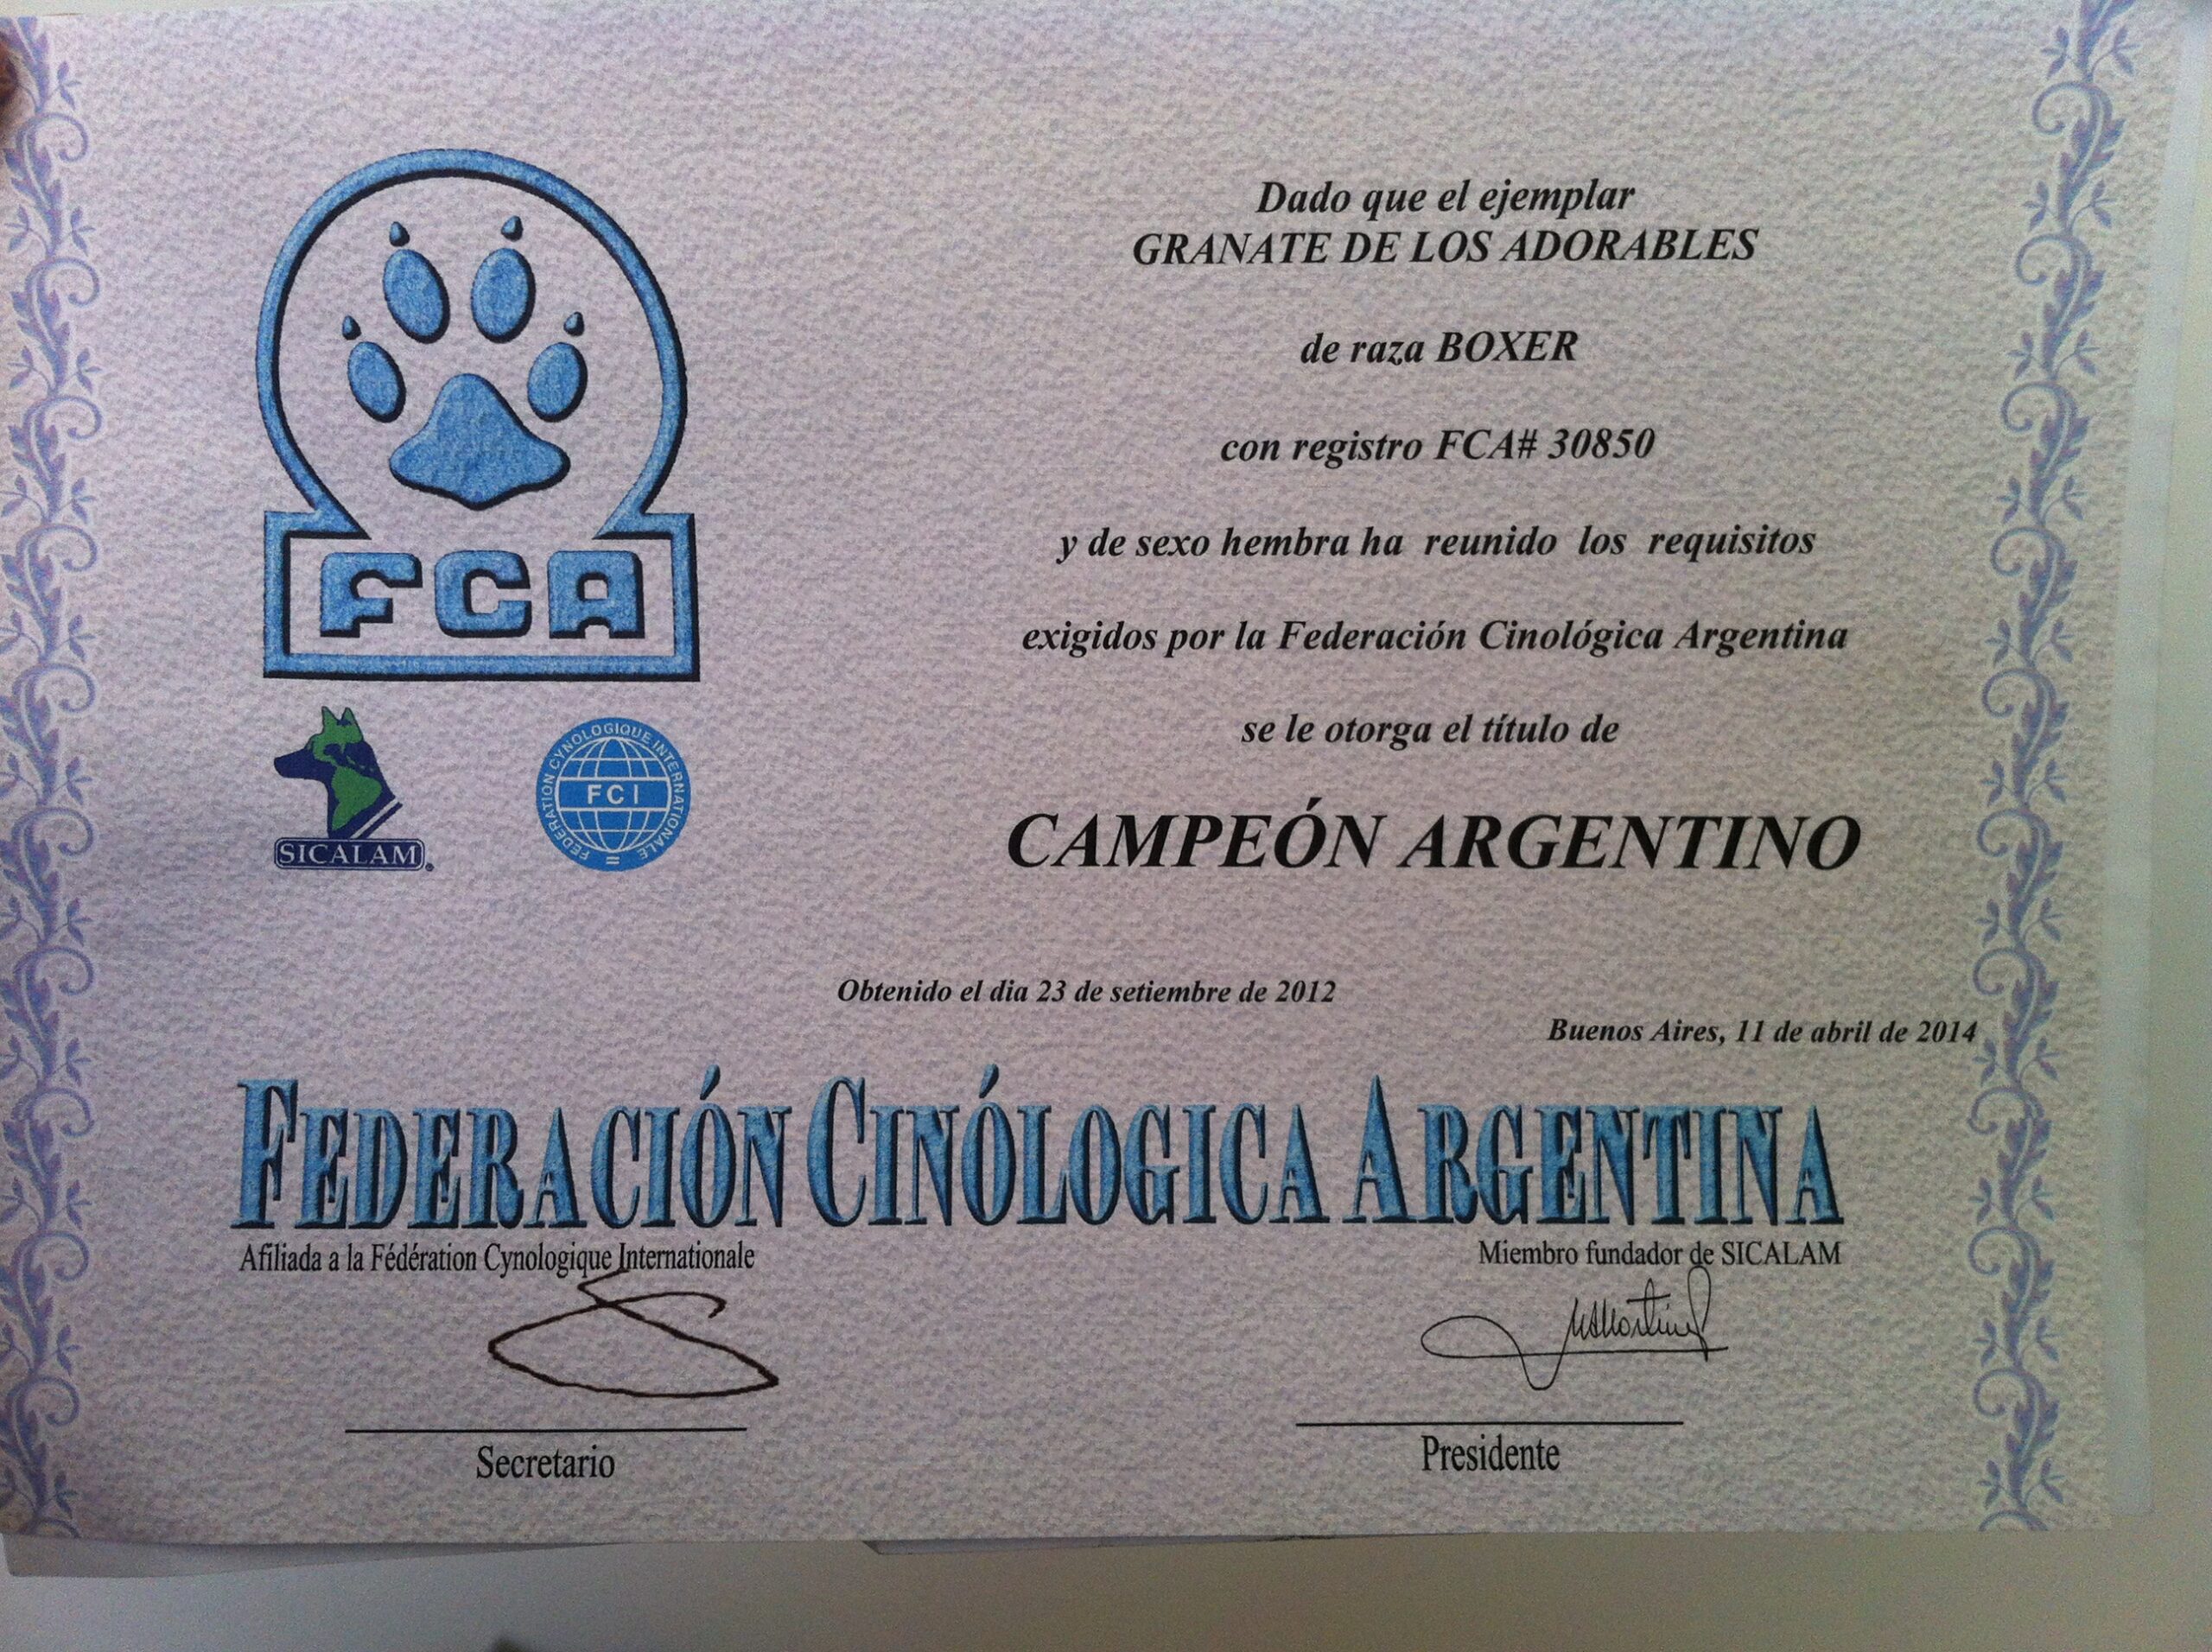 Dado que el ejemplar
GRANATE DE LOS ADORABLES
de raza BOXER
con registro FCA# 30850
y de sexo hembra ha reunido los requisitos
exigidos por la Federación Cinológica Argentina
se le otorga el título de
CAMPEÓN ARGENTINO
FCA
SICALAM
FEDERATION CYNOLOGIQUE INTERNATIONALE
FCI
Obtenido el dia 23 de setiembre de 2012
Buenos Aires, 11 de abril de 2014
FEDERACIÓN CINÓLOGICA ARGENTINA
Afiliada a la Fédération Cynologique Internationale
Miembro fundador de SICALAM
Secretario
Presidente